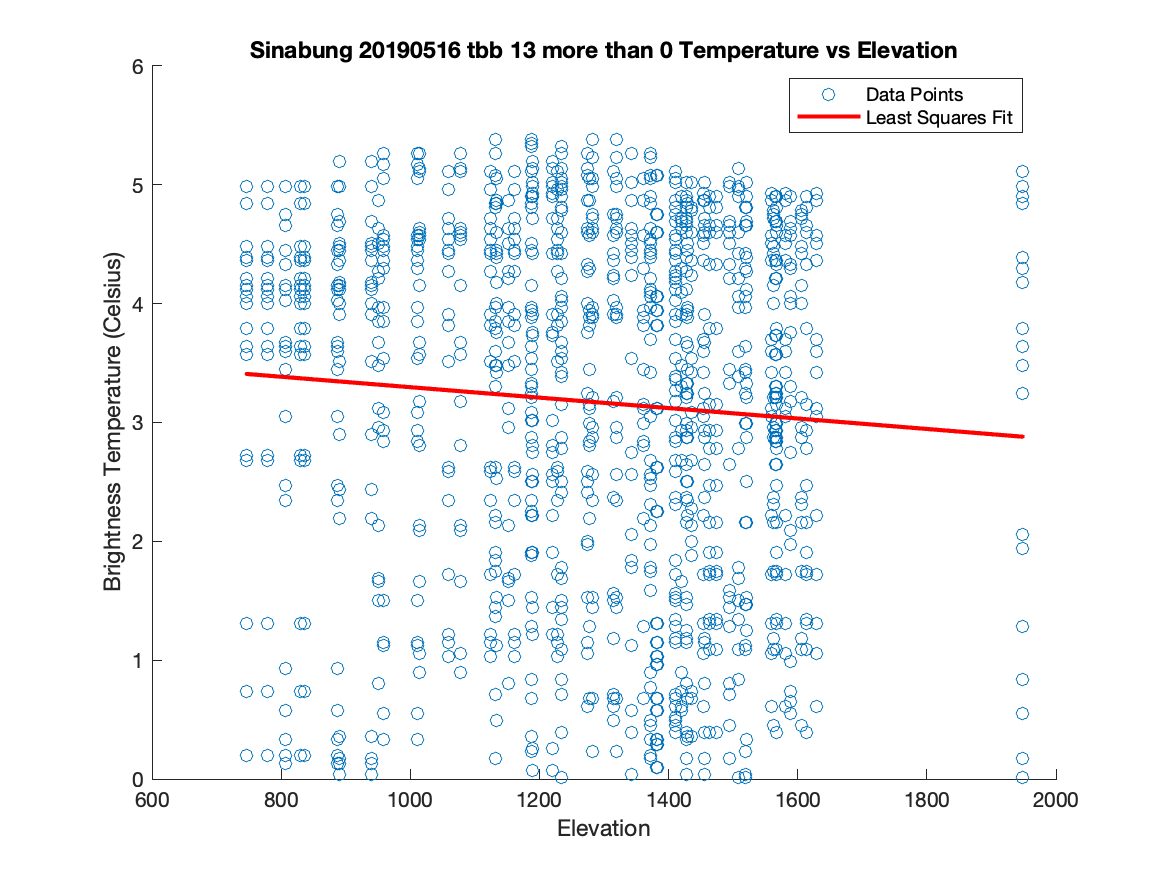 Sinabung 20190516 tbb 13 more than 0 Temperature vs Elevation
Data Points
Least Squares Fit
6
5
4
3
2
1
0
Brightness Temperature (Celsius)
600 800 1000 1200 1400 1600 1800 2000
Elevation